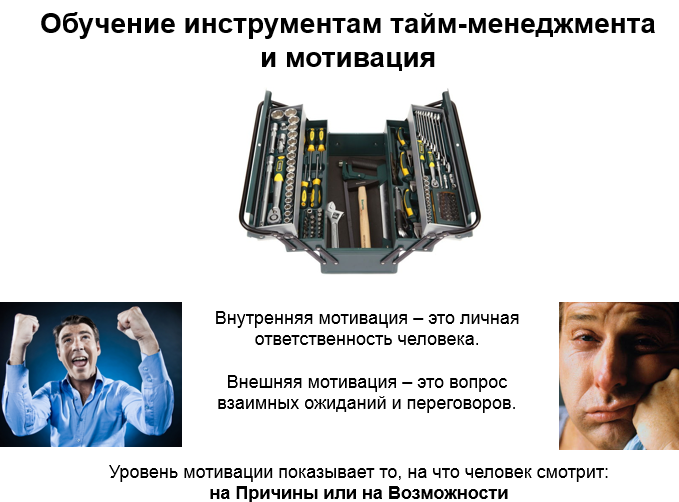 Обучение инструментам тайм-менеджмента
и мотивация
Внутренняя мотивация – это личная
ответственность человека.
Внешняя мотивация – это вопрос
взаимных ожиданий и переговоров.
Уровень мотивации показывает то, на что человек смотрит:
на Причины или на Возможности